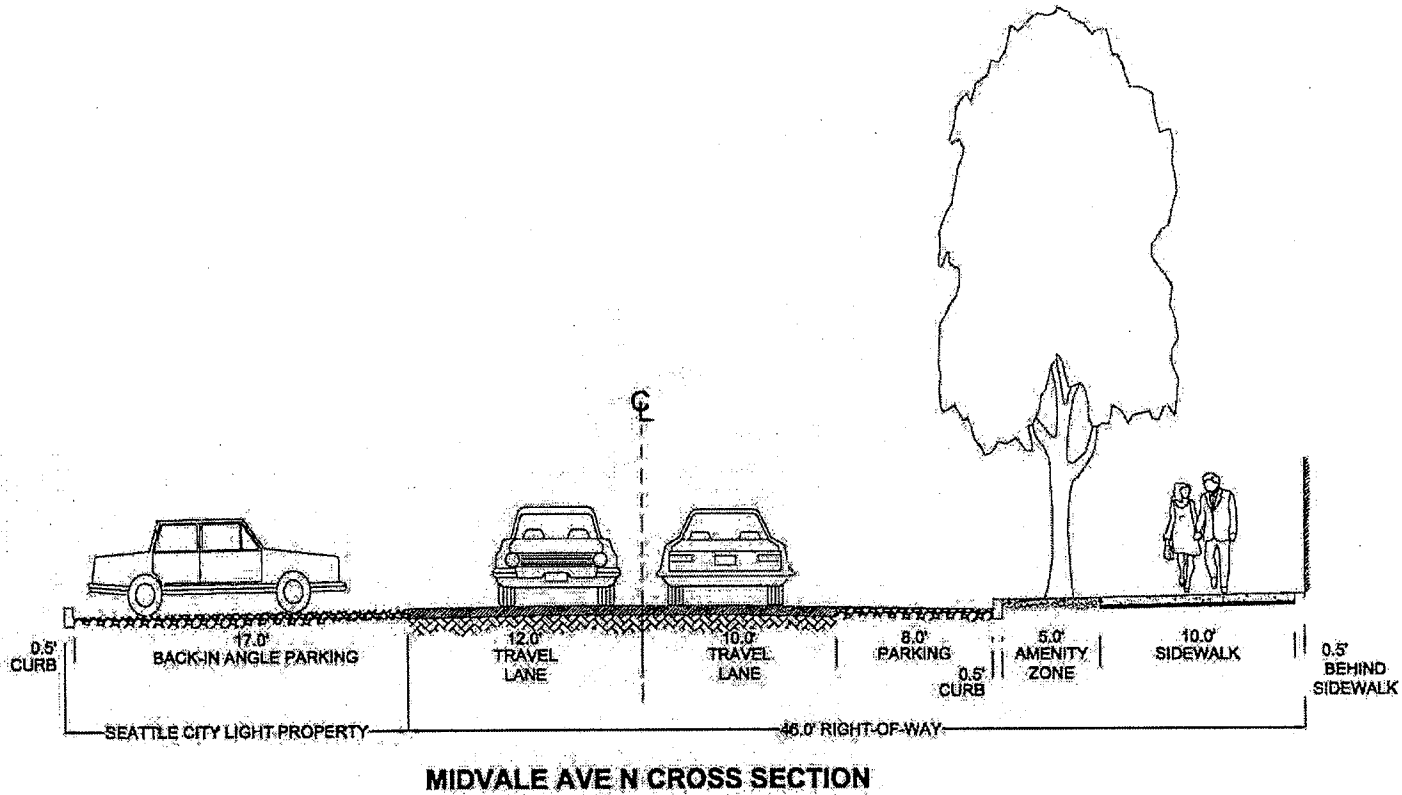 ℄
0.5'
CURB
17.0'
BACK-IN ANGLE PARKING
12.0'
TRAVEL
LANE
10.0'
TRAVEL
LANE
8.0'
PARKING
0.5'
CURB
5.0'
AMENITY
ZONE
10.0'
SIDEWALK
0.5'
BEHIND
SIDEWALK
SEATTLE CITY LIGHT PROPERTY
46.0' RIGHT-OF-WAY
MIDVALE AVE N CROSS SECTION